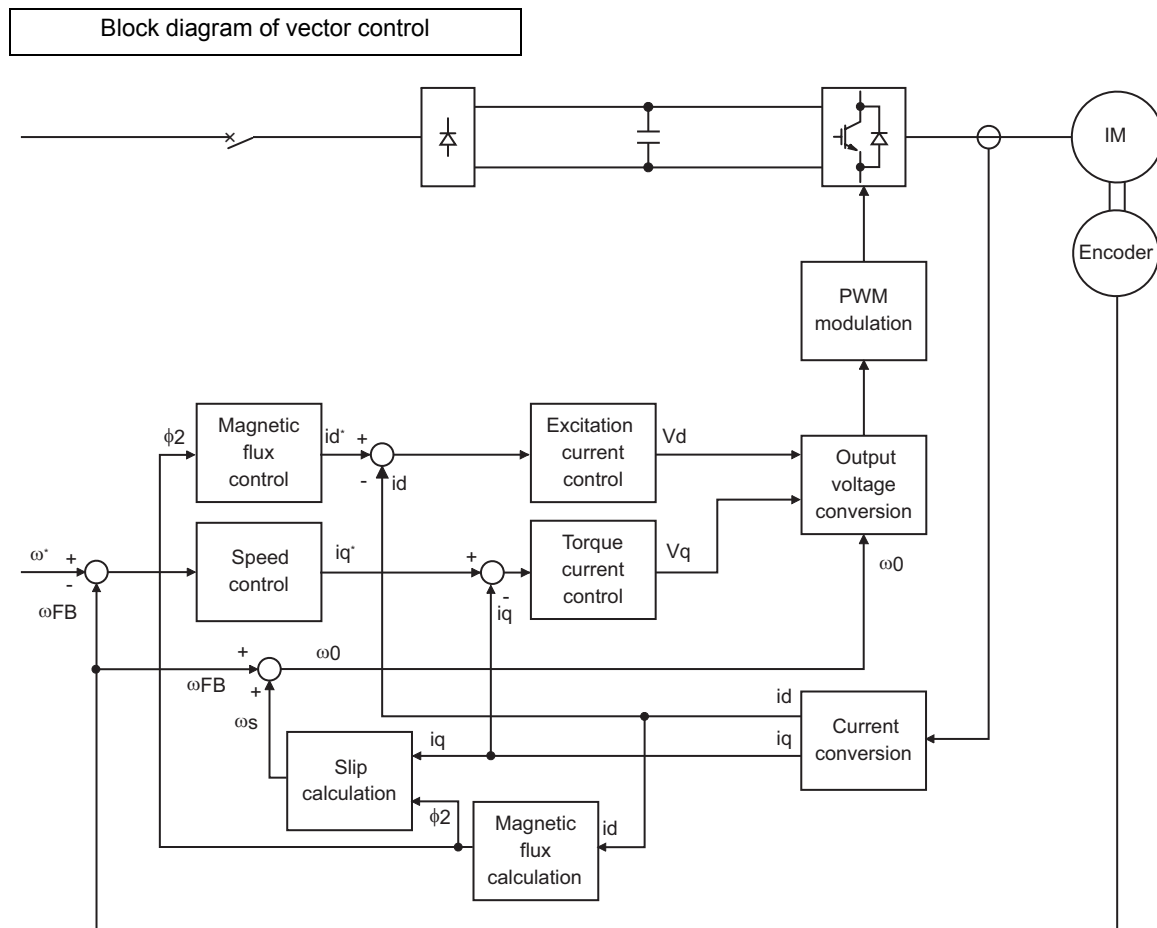 Block diagram of vector control
IM
Encoder
PWM
modulation
ϕ2
Magnetic
flux
control
id*
+
-
id
Excitation
current
control
Vd
Output
voltage
conversion
ω*
+
-
ωFB
Speed
control
iq*
+
-
iq
Torque
current
control
Vq
ω0
+
ωFB
+
ω0
ωs
id
iq
Current
conversion
Slip
calculation
iq
ϕ2
Magnetic
flux
calculation
id